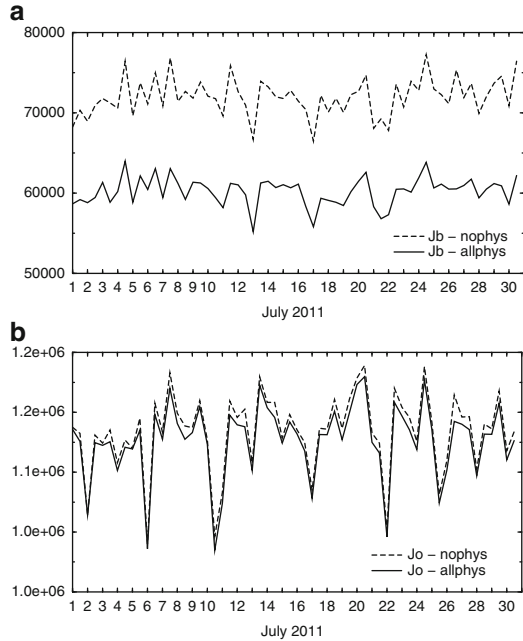 a
80000
70000
60000
50000
Jb – nophys
Jb – allphys
1 2 3 4 5 6 7 8 9 10 12 14 16 18 20 22 24 26 28 30
July 2011
b
1.2e+06
1.2e+06
1.1e+06
1.0e+06
1.0e+06
Jo – nophys
Jo – allphys
1 2 3 4 5 6 7 8 9 10 12 14 16 18 20 22 24 26 28 30
July 2011